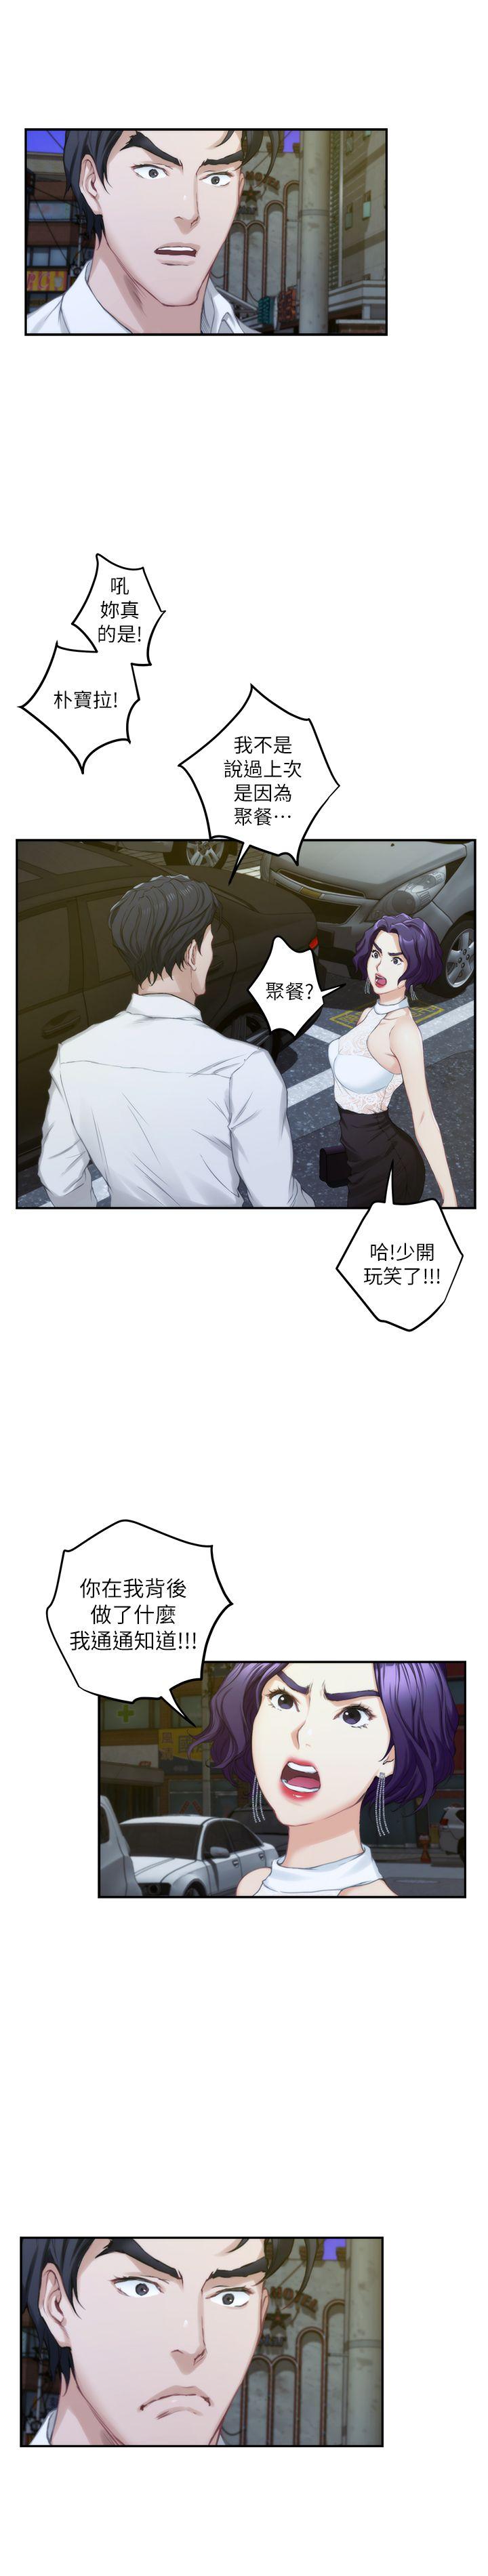 吼
妳真
的是!
朴寶拉!
我不是
說過上次
是因為
聚餐…
聚餐?
哈!少開
玩笑了!!!
你在我背後
做了什麼
我通通知道!!!